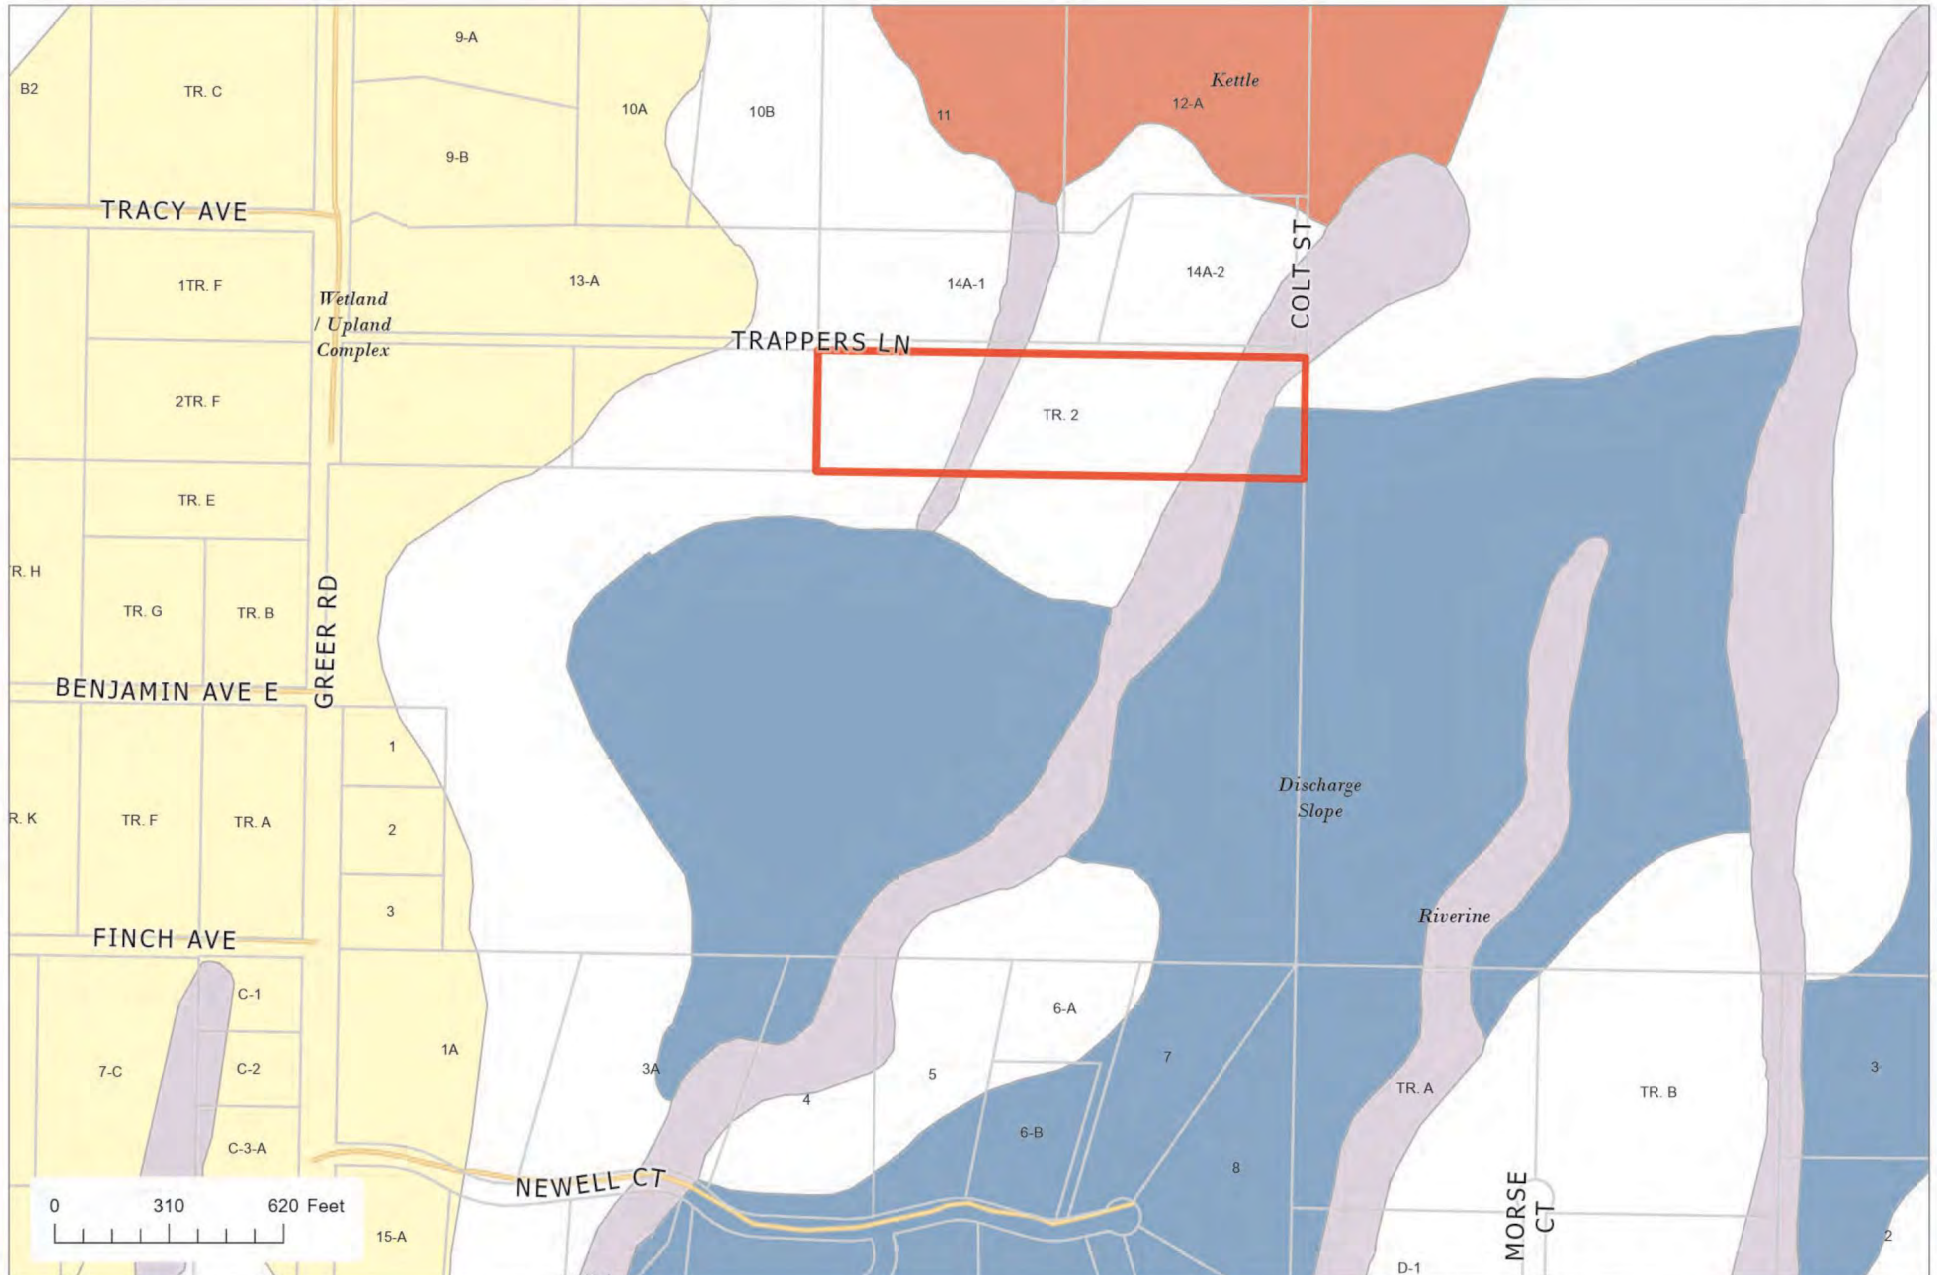 9-A
Kettle
B2
TR. C
12-A
10A
10B
11
9-B
TRACY AVE
COLT ST
1TR. F
13-A
14A-1
14A-2
Wetland
/ Upland
Complex
TRAPPERS LN
2TR. F
TR. 2
TR. E
R. H
TR. G
TR. B
GREER RD
BENJAMIN AVE E
1
Discharge
Slope
R. K
TR. F
TR. A
2
3
Riverine
FINCH AVE
C-1
6-A
1A
7
7-C
C-2
3A
5
3
4
TR. A
TR. B
6-B
C-3-A
8
NEWELL CT
MORSE
CT
0 310 620 Feet
15-A
2
D-1